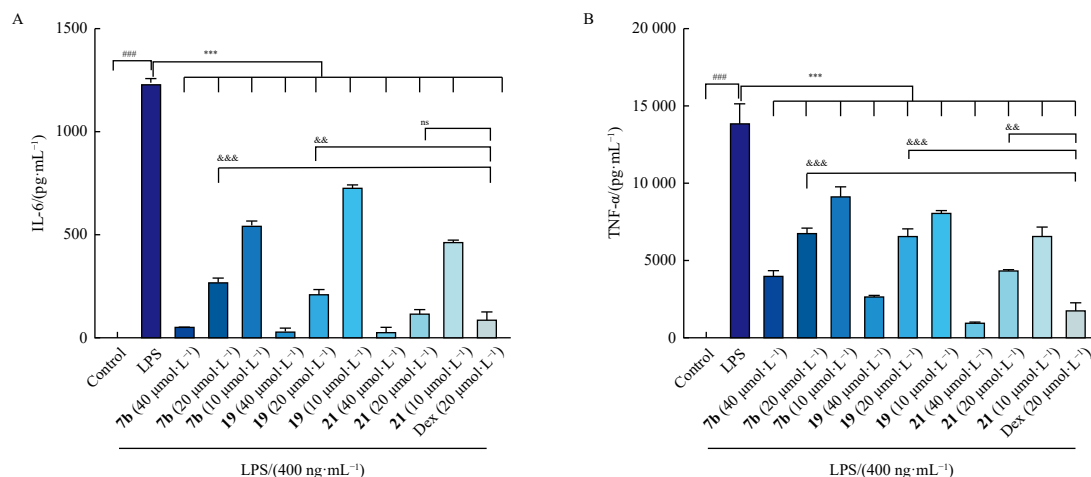 A
1500
1000
500
0
IL-6/(pg·mL⁻¹)
###
***
ns
&&
&&&
Control
LPS
7b (40 μmol·L⁻¹)
7b (20 μmol·L⁻¹)
7b (10 μmol·L⁻¹)
19 (40 μmol·L⁻¹)
19 (20 μmol·L⁻¹)
19 (10 μmol·L⁻¹)
21 (40 μmol·L⁻¹)
21 (20 μmol·L⁻¹)
21 (10 μmol·L⁻¹)
Dex (20 μmol·L⁻¹)
LPS/(400 ng·mL⁻¹)
B
20 000
15 000
10 000
5000
0
TNF-α/(pg·mL⁻¹)
###
***
&&
&&&
&&&
Control
LPS
7b (40 μmol·L⁻¹)
7b (20 μmol·L⁻¹)
7b (10 μmol·L⁻¹)
19 (40 μmol·L⁻¹)
19 (20 μmol·L⁻¹)
19 (10 μmol·L⁻¹)
21 (40 μmol·L⁻¹)
21 (20 μmol·L⁻¹)
21 (10 μmol·L⁻¹)
Dex (20 μmol·L⁻¹)
LPS/(400 ng·mL⁻¹)